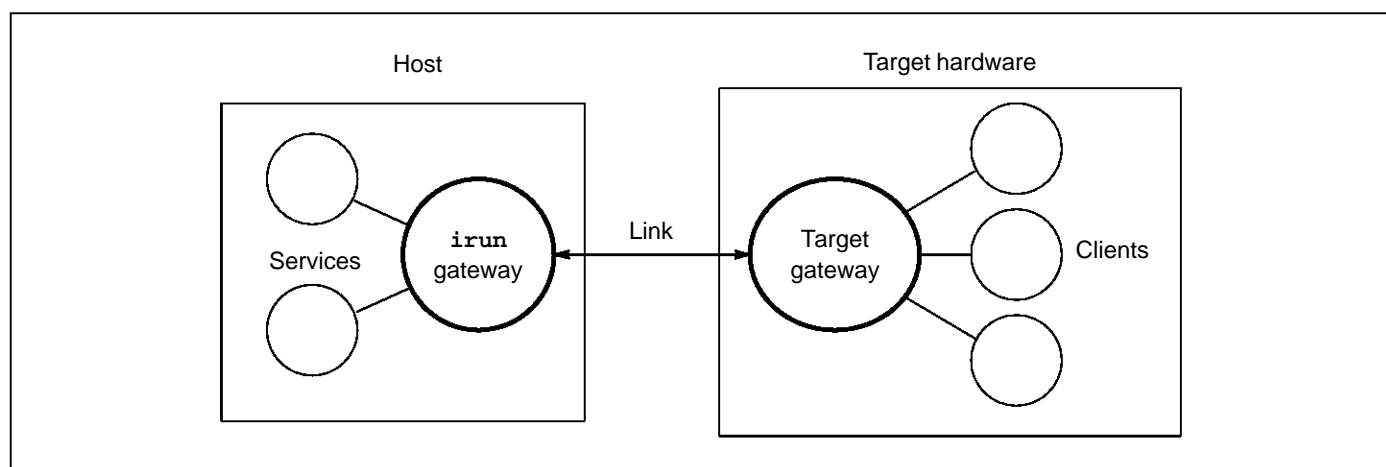 Host
Target hardware
Services
irun
gateway
Link
Target
gateway
Clients